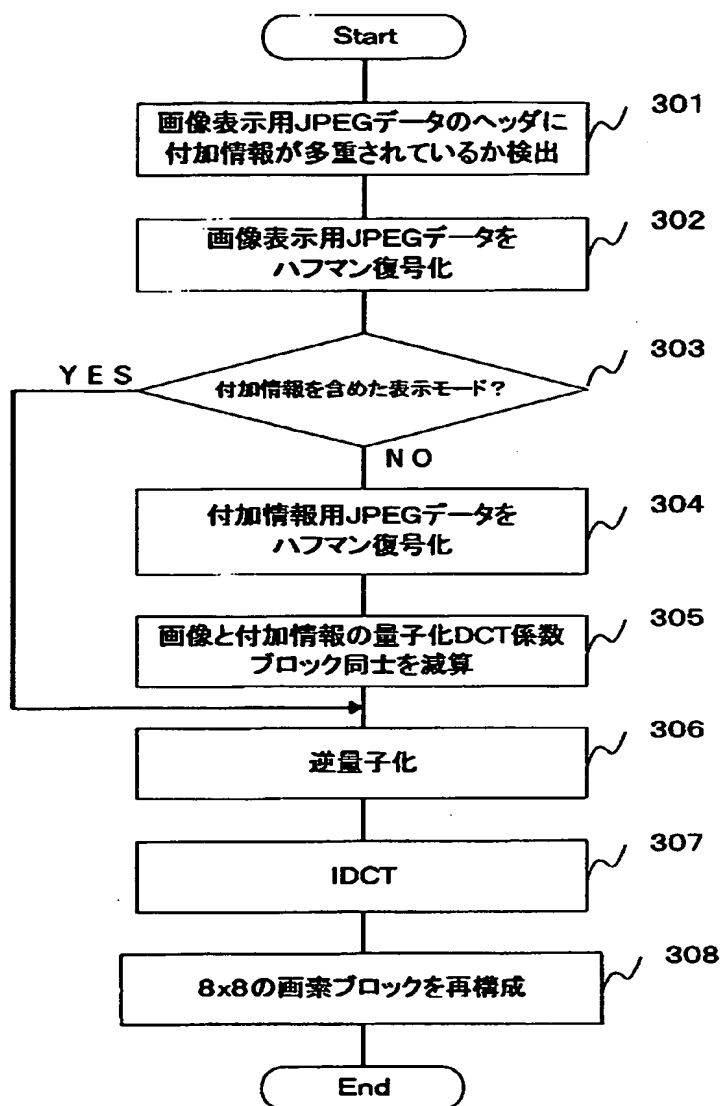 Start
画像表示用JPEGデータのヘッダに
付加情報が多重されているか検出
301
画像表示用JPEGデータを
ハフマン復号化
302
付加情報を含めた表示モード?
303
YES
NO
付加情報用JPEGデータを
ハフマン復号化
304
画像と付加情報の量子化DCT係数
ブロック同士を減算
305
逆量子化
306
IDCT
307
8x8の画素ブロックを再構成
308
End